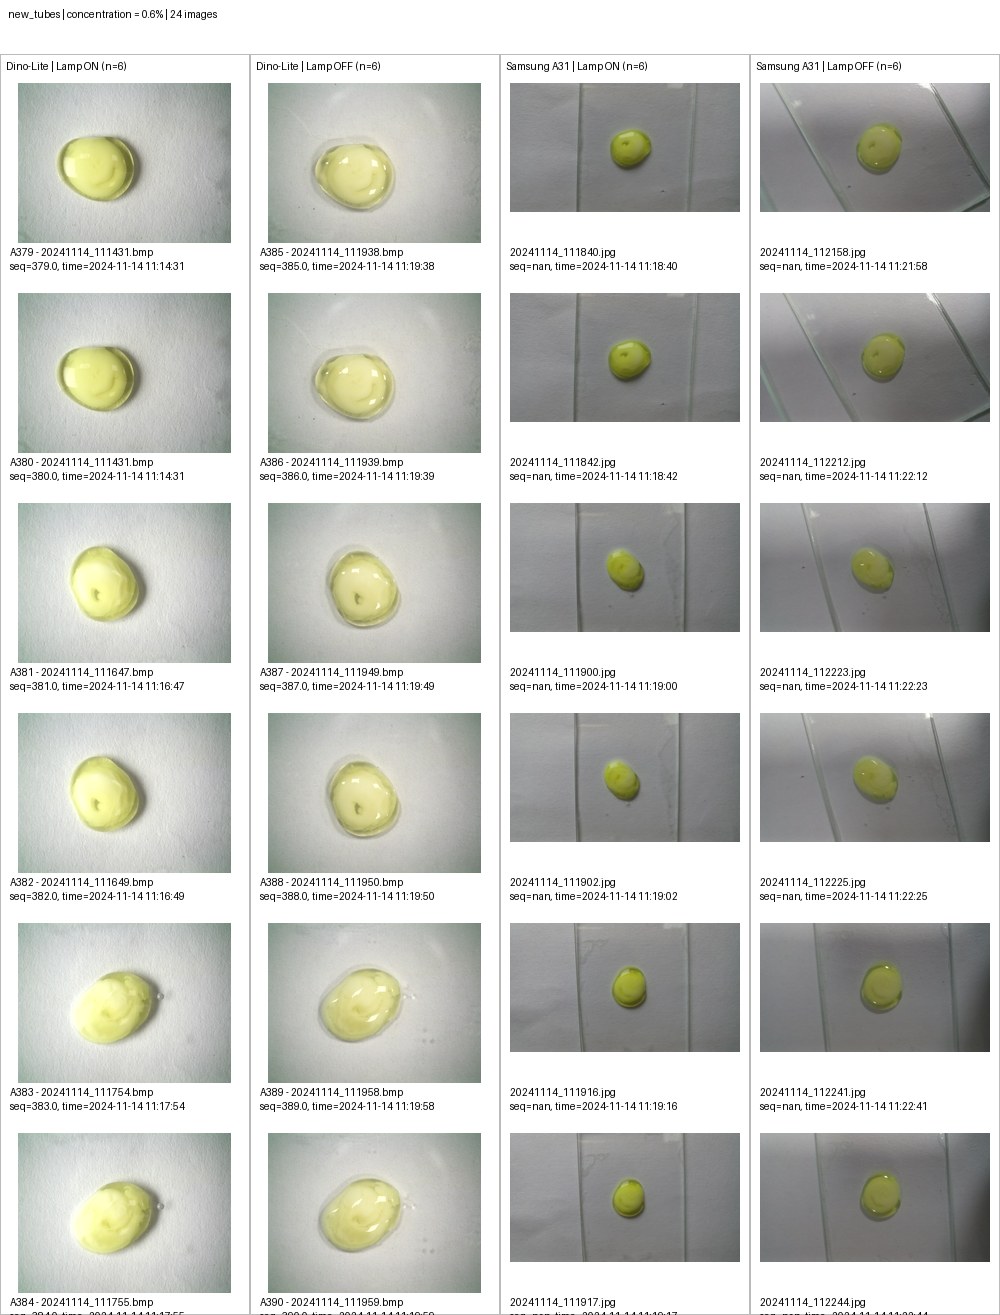 new_tubes | concentration = 0.6% | 24 images
Dino-Lite | Lamp ON (n=6)
Dino-Lite | Lamp OFF (n=6)
Samsung A31 | Lamp ON (n=6)
Samsung A31 | Lamp OFF (n=6)
A379 - 20241114_111431.bmp
seq=379.0, time=2024-11-14 11:14:31
A385 - 20241114_111938.bmp
seq=385.0, time=2024-11-14 11:19:38
20241114_111840.jpg
seq=nan, time=2024-11-14 11:18:40
20241114_112158.jpg
seq=nan, time=2024-11-14 11:21:58
A380 - 20241114_111431.bmp
seq=380.0, time=2024-11-14 11:14:31
A386 - 20241114_111939.bmp
seq=386.0, time=2024-11-14 11:19:39
20241114_111842.jpg
seq=nan, time=2024-11-14 11:18:42
20241114_112212.jpg
seq=nan, time=2024-11-14 11:22:12
A381 - 20241114_111647.bmp
seq=381.0, time=2024-11-14 11:16:47
A387 - 20241114_111949.bmp
seq=387.0, time=2024-11-14 11:19:49
20241114_111900.jpg
seq=nan, time=2024-11-14 11:19:00
20241114_112223.jpg
seq=nan, time=2024-11-14 11:22:23
A382 - 20241114_111649.bmp
seq=382.0, time=2024-11-14 11:16:49
A388 - 20241114_111950.bmp
seq=388.0, time=2024-11-14 11:19:50
20241114_111902.jpg
seq=nan, time=2024-11-14 11:19:02
20241114_112225.jpg
seq=nan, time=2024-11-14 11:22:25
A383 - 20241114_111754.bmp
seq=383.0, time=2024-11-14 11:17:54
A389 - 20241114_111958.bmp
seq=389.0, time=2024-11-14 11:19:58
20241114_111916.jpg
seq=nan, time=2024-11-14 11:19:16
20241114_112241.jpg
seq=nan, time=2024-11-14 11:22:41
A384 - 20241114_111755.bmp
A390 - 20241114_111959.bmp
20241114_111917.jpg
20241114_112244.jpg